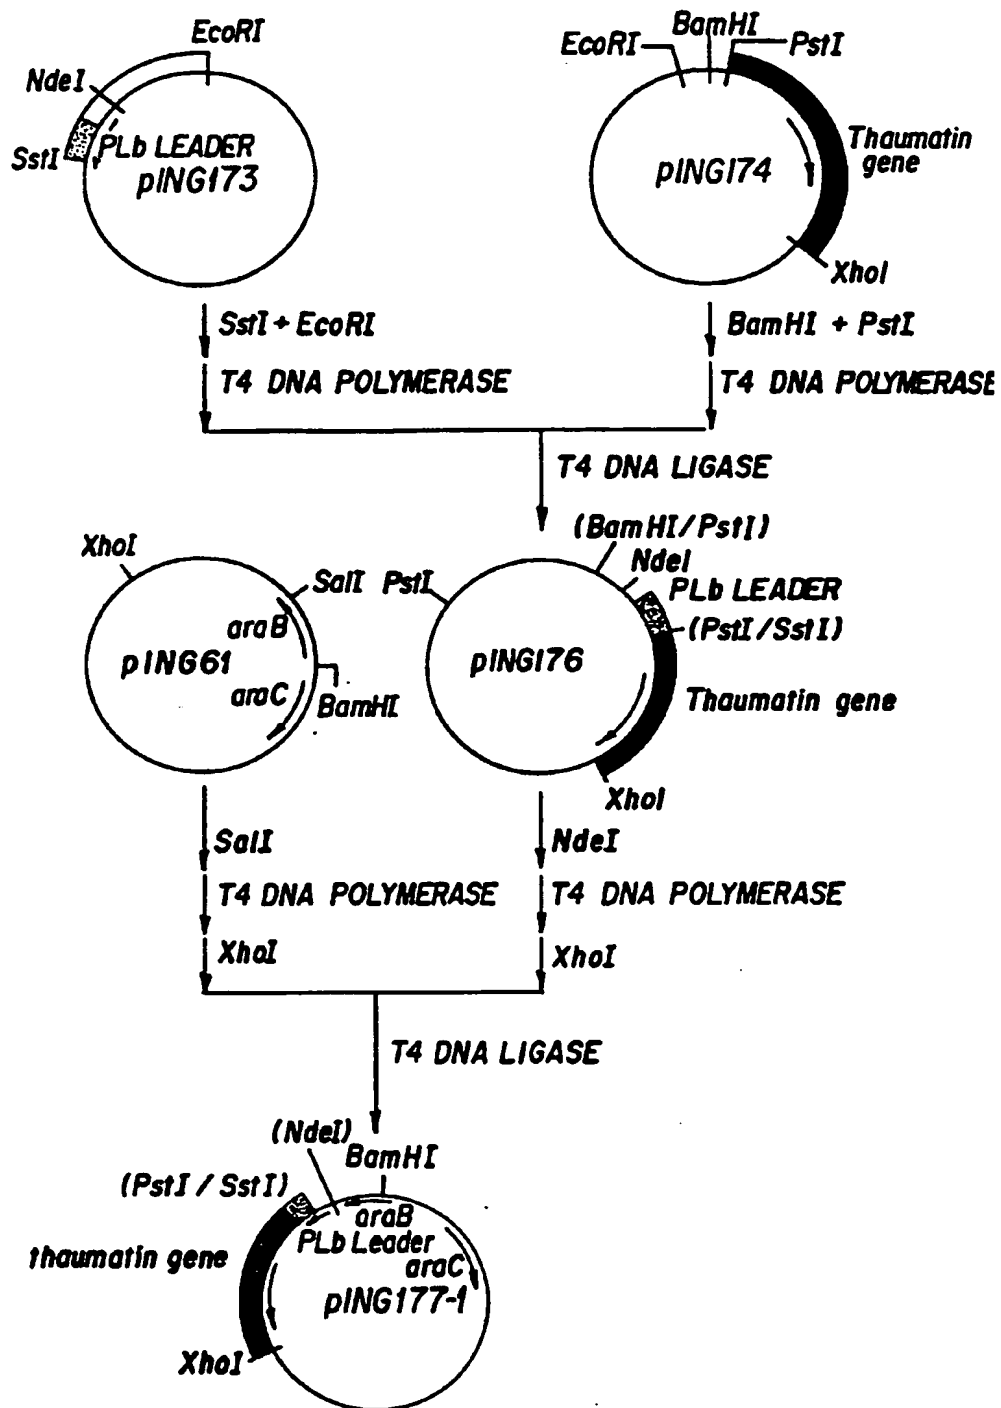 EcoRI
NdeI
SstI
PLb LEADER
pING173
BamHI
EcoRI
PstI
Thaumatin
gene
pING174
XhoI
SstI + EcoRI
BamHI + PstI
T4 DNA POLYMERASE
T4 DNA POLYMERASE
T4 DNA LIGASE
XhoI
SalI
araB
pING61
araC
BamHI
(BamHI/PstI)
NdeI
PstI
PLb LEADER
(PstI/SstI)
pING176
Thaumatin gene
XhoI
SalI
NdeI
T4 DNA POLYMERASE
T4 DNA POLYMERASE
XhoI
XhoI
T4 DNA LIGASE
(NdeI)
BamHI
(PstI / SstI)
araB
PLb Leader
thaumatin gene
araC
pING177-1
XhoI